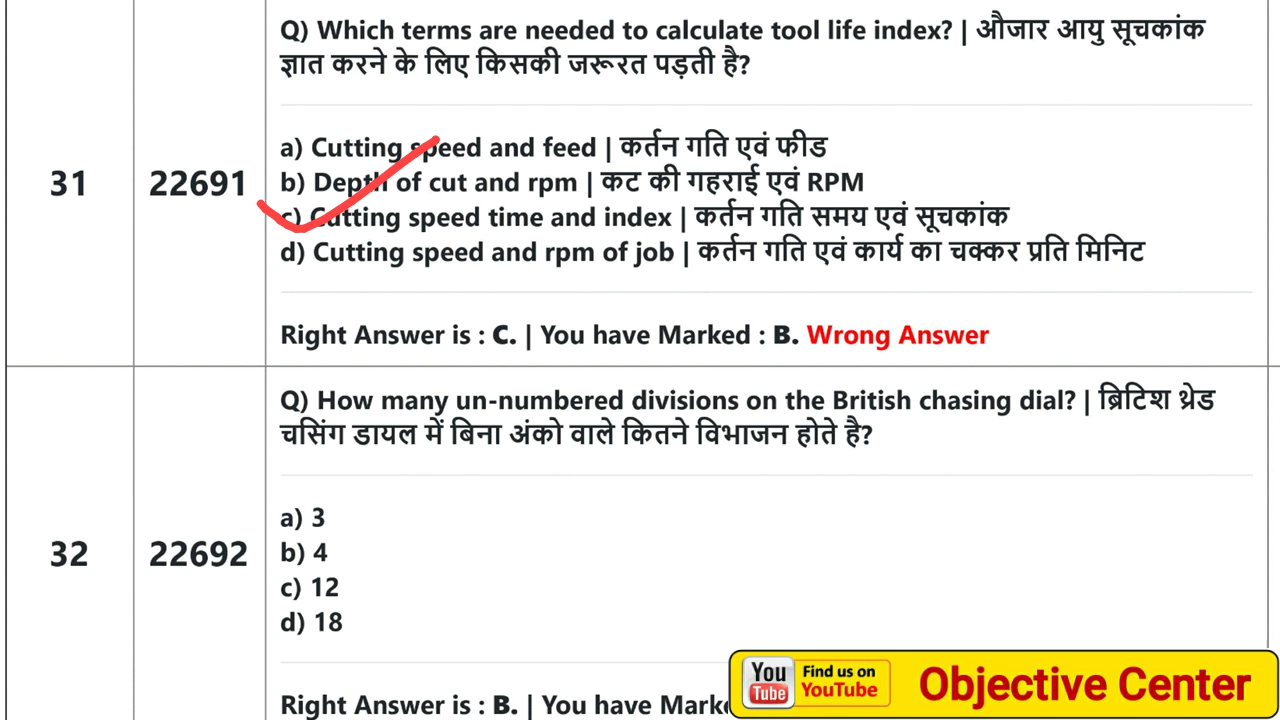 Q) Which terms are needed to calculate tool life index? | औजार आयु सूचकांक
ज्ञात करने के लिए किसकी जरूरत पड़ती है?
31
22691
a) Cutting speed and feed | कर्तन गति एवं फीड
b) Depth of cut and rpm | कट की गहराई एवं RPM
c) Cutting speed time and index | कर्तन गति समय एवं सूचकांक
d) Cutting speed and rpm of job | कर्तन गति एवं कार्य का चक्कर प्रति मिनिट
Right Answer is : C. | You have Marked : B. Wrong Answer
Q) How many un-numbered divisions on the British chasing dial? | ब्रिटिश थ्रेड
चसिंग डायल में बिना अंको वाले कितने विभाजन होते है?
32
22692
a) 3
b) 4
c) 12
d) 18
Right Answer is : B. | You have Marke
You
Tube
Find us on
YouTube
Objective Center